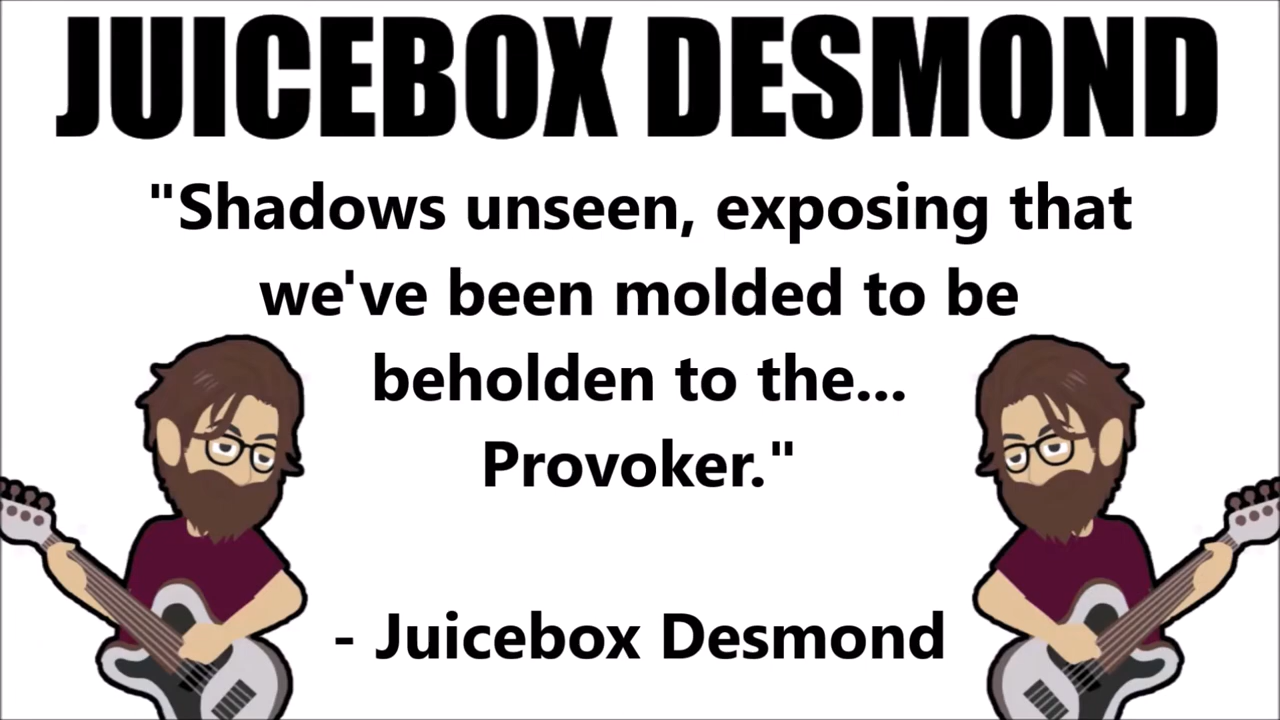 JUICEBOX DESMOND
"Shadows unseen, exposing that
we've been molded to be
beholden to the...
Provoker."
- Juicebox Desmond